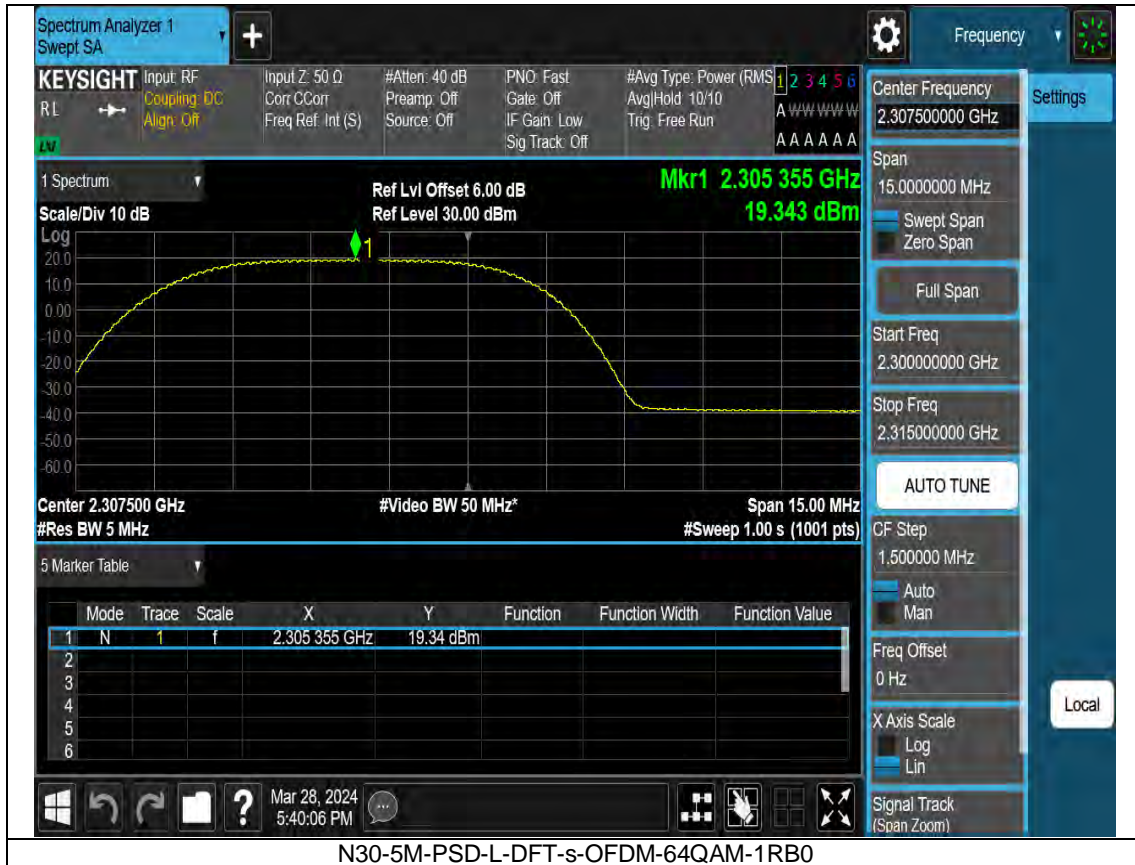 Spectrum Analyzer 1
Swept SA
Frequency
KEYSIGHT
RL
LV
Input: RF
Coupling: DC
Align: Off
Input Z: 50 Ω
Corr CCorr
Freq Ref: Int (S)
#Atten: 40 dB
Preamp: Off
Source: Off
PNO: Fast
Gate: Off
IF Gain: Low
Sig Track: Off
#Avg Type: Power (RMS
Avg|Hold: 10/10
Trig: Free Run
1 2 3 4 5 6
A W W W W W
A A A A A A
1 Spectrum
Scale/Div 10 dB
Log
Ref Lvl Offset 6.00 dB
Ref Level 30.00 dBm
Mkr1 2.305 355 GHz
19.343 dBm
1
20.0
10.0
0.00
-10.0
-20.0
-30.0
-40.0
-50.0
-60.0
Center 2.307500 GHz
#Video BW 50 MHz*
Span 15.00 MHz
#Res BW 5 MHz
#Sweep 1.00 s (1001 pts)
5 Marker Table
Mode Trace Scale X Y Function Function Width Function Value
1 N 1 f 2.305 355 GHz 19.34 dBm
2
3
4
5
6
Mar 28, 2024
5:40:06 PM
Center Frequency
2.307500000 GHz
Settings
Span
15.0000000 MHz
Swept Span
Zero Span
Full Span
Start Freq
2.300000000 GHz
Stop Freq
2.315000000 GHz
AUTO TUNE
CF Step
1.500000 MHz
Auto
Man
Freq Offset
0 Hz
X Axis Scale
Log
Lin
Signal Track
(Span Zoom)
Local
N30-5M-PSD-L-DFT-s-OFDM-64QAM-1RB0